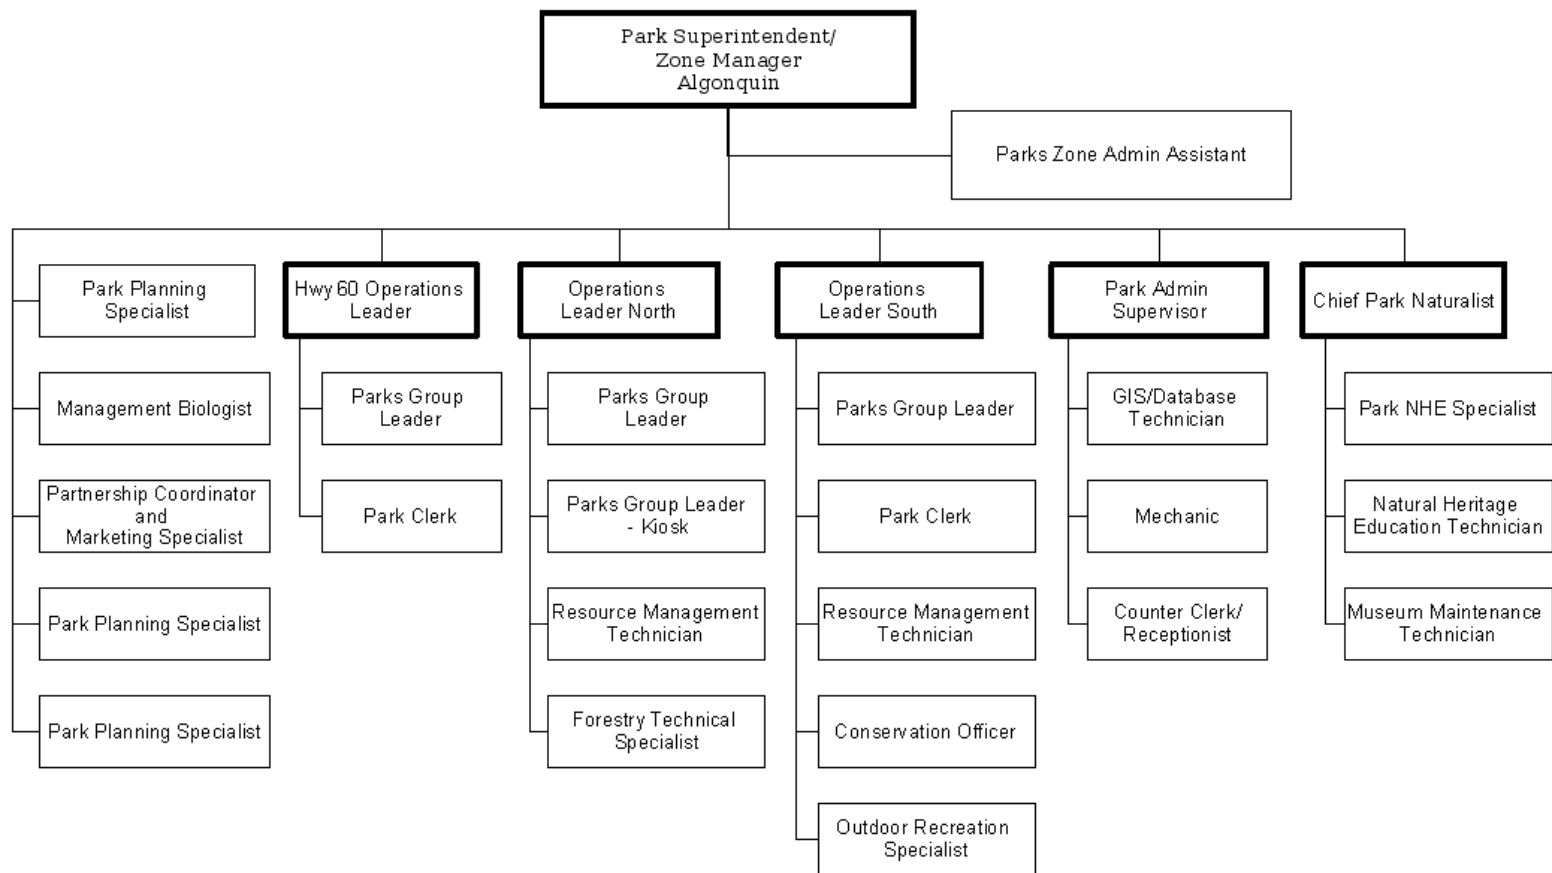 Park Superintendent/
Zone Manager
Algonquin
Parks Zone Admin Assistant
Park Planning
Specialist
Management Biologist
Partnership Coordinator
and
Marketing Specialist
Park Planning Specialist
Park Planning Specialist
Hwy 60 Operations
Leader
Parks Group
Leader
Park Clerk
Operations
Leader North
Parks Group
Leader
Parks Group Leader
- Kiosk
Resource Management
Technician
Forestry Technical
Specialist
Operations
Leader South
Parks Group Leader
Park Clerk
Resource Management
Technician
Conservation Officer
Outdoor Recreation
Specialist
Park Admin
Supervisor
GIS/Database
Technician
Mechanic
Counter Clerk/
Receptionist
Chief Park Naturalist
Park NHE Specialist
Natural Heritage
Education Technician
Museum Maintenance
Technician